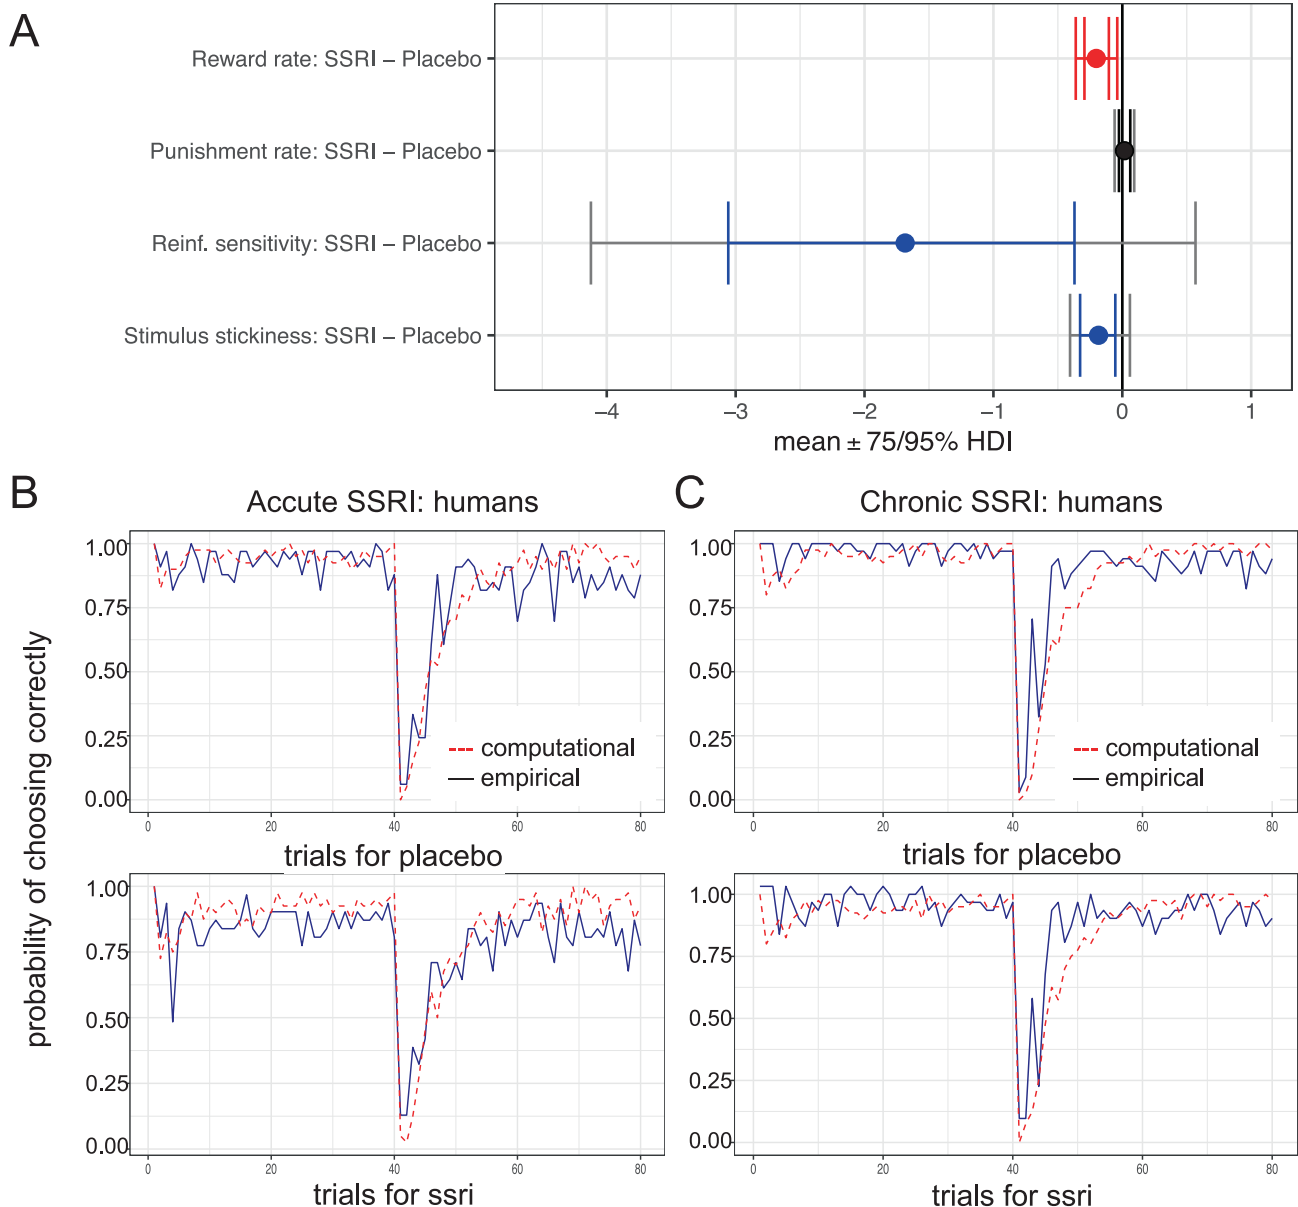 A
Reward rate: SSRI – Placebo
Punishment rate: SSRI – Placebo
Reinf. sensitivity: SSRI – Placebo
Stimulus stickiness: SSRI – Placebo
−4 −3 −2 −1 0 1
mean ± 75/95% HDI
B
Accute SSRI: humans
C
Chronic SSRI: humans
probability of choosing correctly
1.00
0.75
0.50
0.25
0.00
computational
empirical
0 20 40 60 80
trials for placebo
1.00
0.75
0.50
0.25
0.00
computational
empirical
0 20 40 60 80
trials for placebo
1.00
0.75
0.50
0.25
0.00
0 20 40 60 80
trials for ssri
1.00
0.75
0.50
0.25
0.00
0 20 40 60 80
trials for ssri